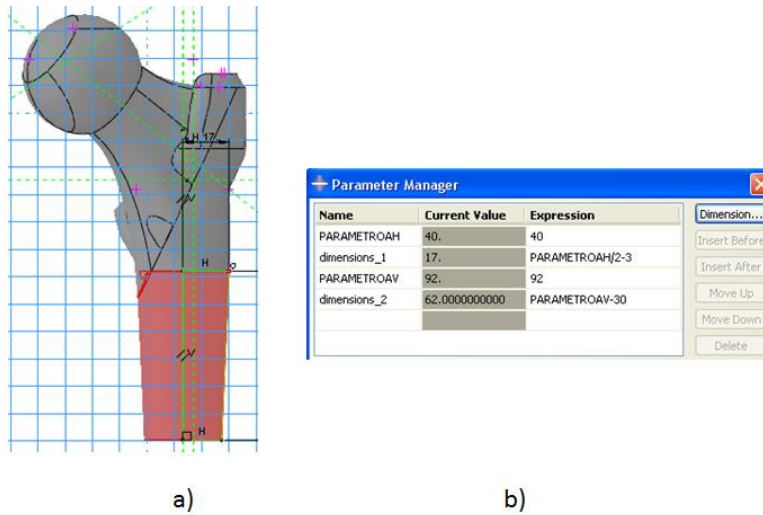 H 17
V
H
V
H
Parameter Manager
Name Current Value Expression
PARAMETROAH 40. 40
dimensions_1 17. PARAMETROAH/2-3
PARAMETROAV 92. 92
dimensions_2 62.0000000000 PARAMETROAV-30
Dimension...
Insert Before
Insert After
Move Up
Move Down
Delete
a) b)